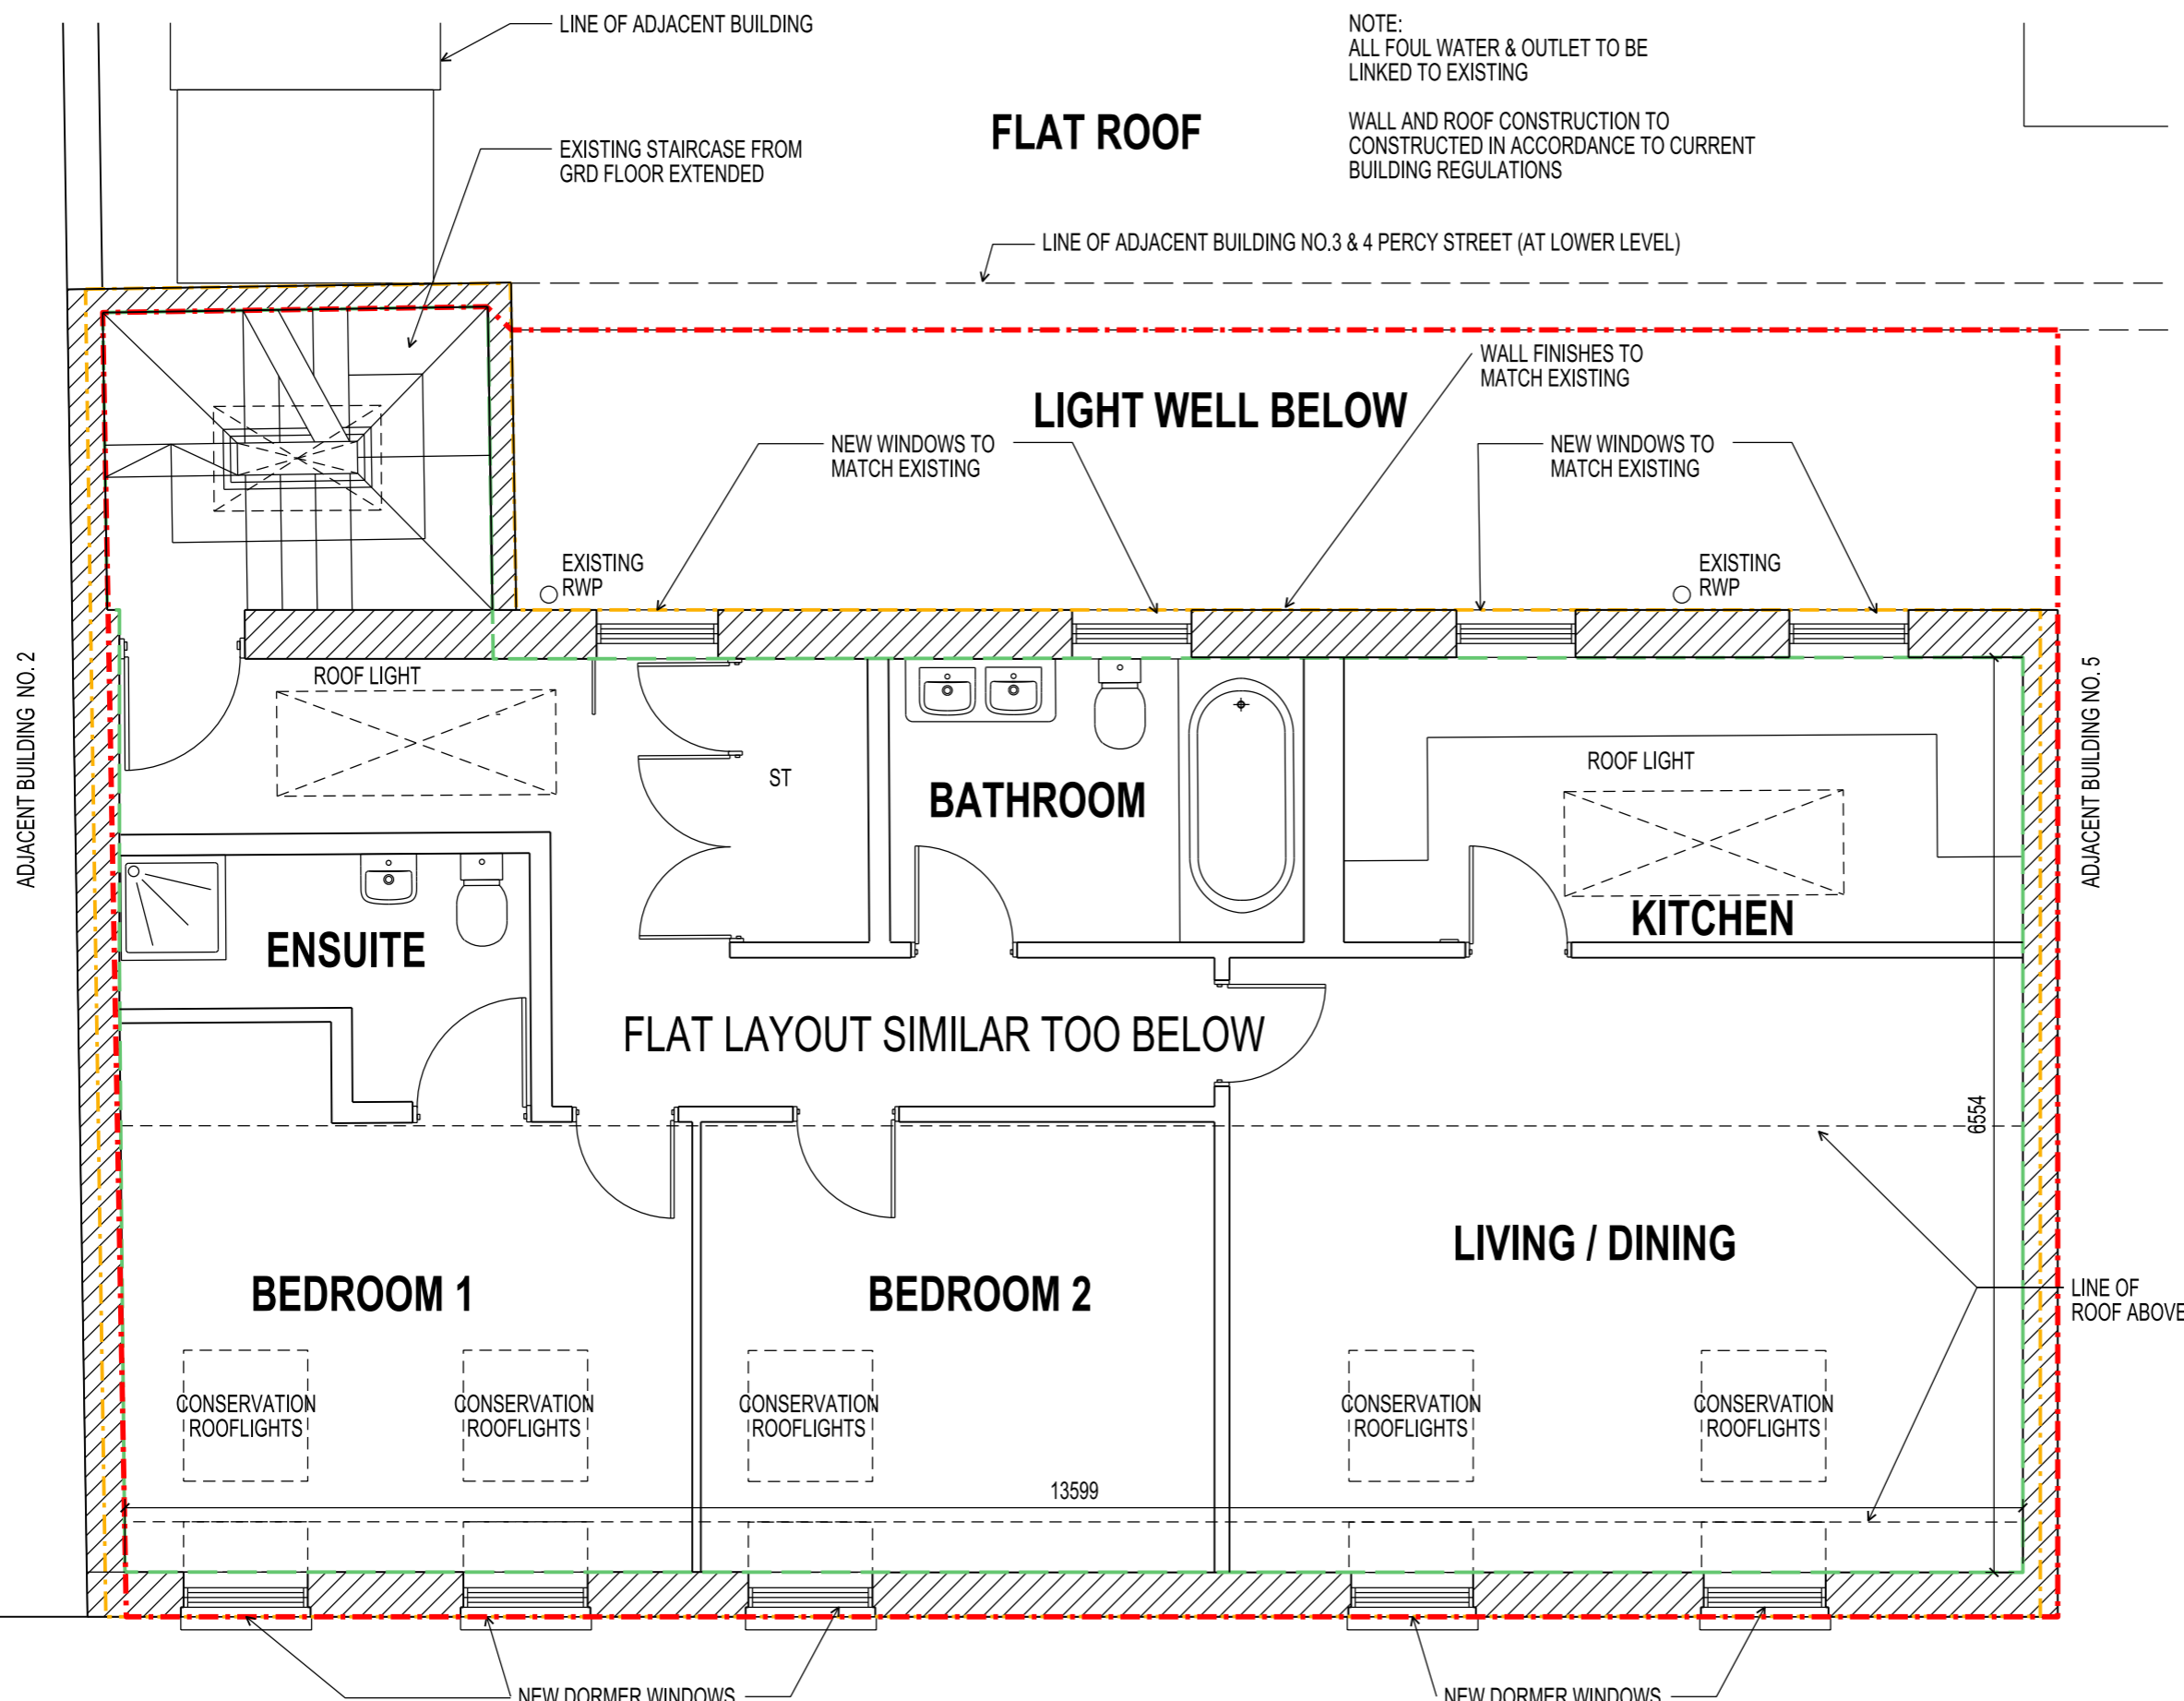 LINE OF ADJACENT BUILDING
NOTE:
ALL FOUL WATER & OUTLET TO BE
LINKED TO EXISTING
WALL AND ROOF CONSTRUCTION TO
CONSTRUCTED IN ACCORDANCE TO CURRENT
BUILDING REGULATIONS
FLAT ROOF
EXISTING STAIRCASE FROM
GRD FLOOR EXTENDED
LINE OF ADJACENT BUILDING NO.3 & 4 PERCY STREET (AT LOWER LEVEL)
WALL FINISHES TO
MATCH EXISTING
LIGHT WELL BELOW
NEW WINDOWS TO
MATCH EXISTING
NEW WINDOWS TO
MATCH EXISTING
EXISTING
RWP
EXISTING
RWP
ADJACENT BUILDING NO. 2
ADJACENT BUILDING NO. 5
ROOF LIGHT
ST
BATHROOM
ROOF LIGHT
KITCHEN
ENSUITE
FLAT LAYOUT SIMILAR TOO BELOW
6554
BEDROOM 1
BEDROOM 2
LIVING / DINING
LINE OF
ROOF ABOVE
CONSERVATION
ROOFLIGHTS
CONSERVATION
ROOFLIGHTS
CONSERVATION
ROOFLIGHTS
CONSERVATION
ROOFLIGHTS
CONSERVATION
ROOFLIGHTS
13599
NEW DORMER WINDOWS
NEW DORMER WINDOWS